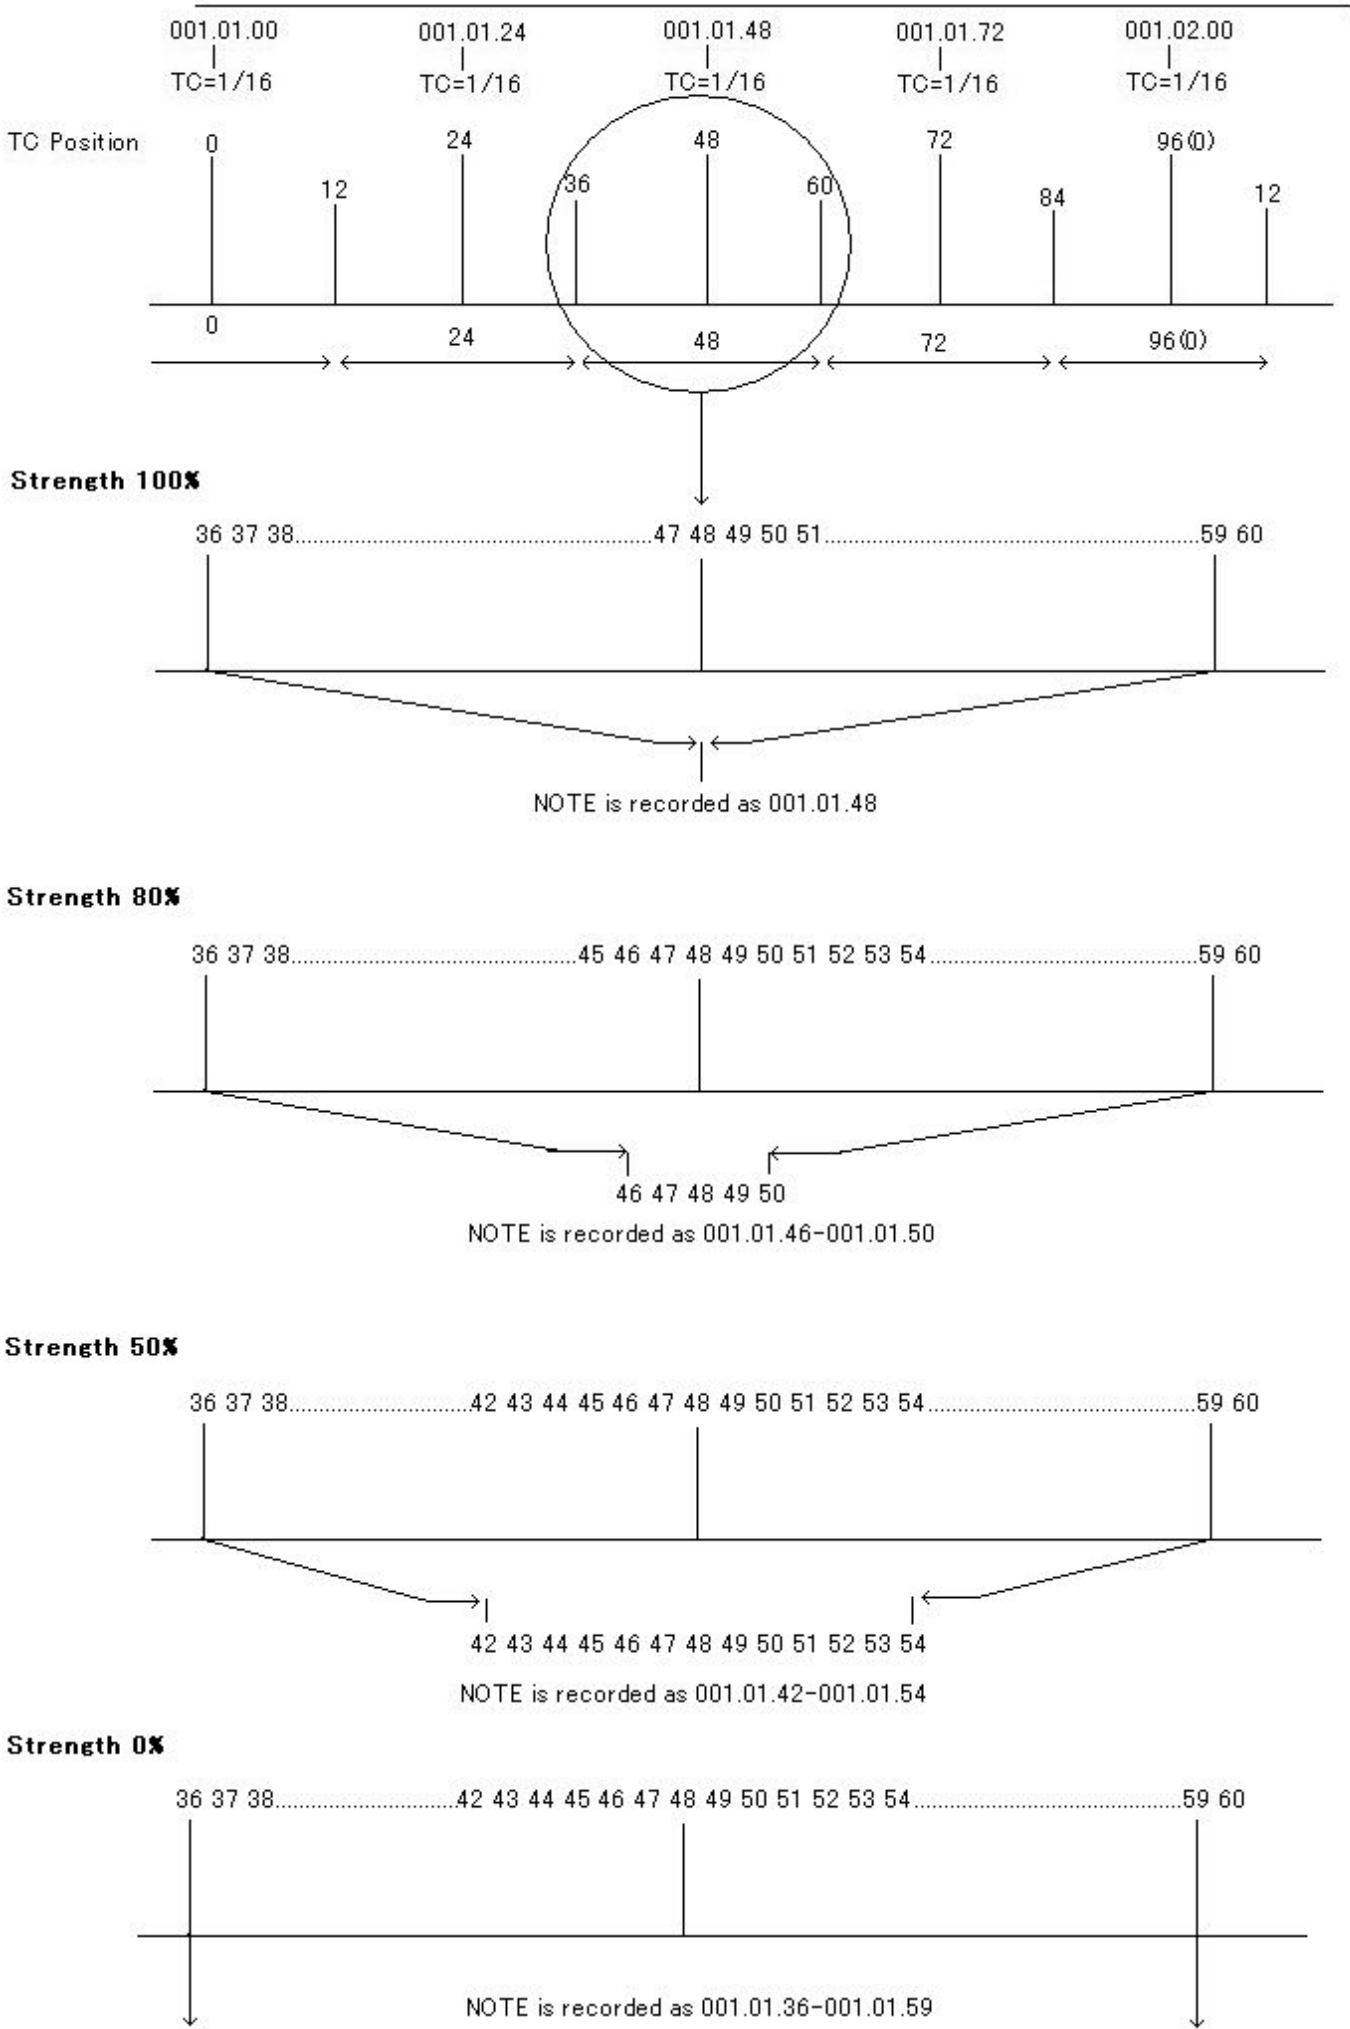 001.01.00 001.01.24 001.01.48 001.01.72 001.02.00
TC=1/16 TC=1/16 TC=1/16 TC=1/16 TC=1/16
TC Position 0 24 48 72 96(0)
12 36 60 84 12
0 24 48 72 96(0)
Strength 100%
36 37 38..........47 48 49 50 51..........59 60
NOTE is recorded as 001.01.48
Strength 80%
36 37 38..........45 46 47 48 49 50 51 52 53 54..........59 60
46 47 48 49 50
NOTE is recorded as 001.01.46-001.01.50
Strength 50%
36 37 38..........42 43 44 45 46 47 48 49 50 51 52 53 54..........59 60
42 43 44 45 46 47 48 49 50 51 52 53 54
NOTE is recorded as 001.01.42-001.01.54
Strength 0%
36 37 38..........42 43 44 45 46 47 48 49 50 51 52 53 54..........59 60
NOTE is recorded as 001.01.36-001.01.59